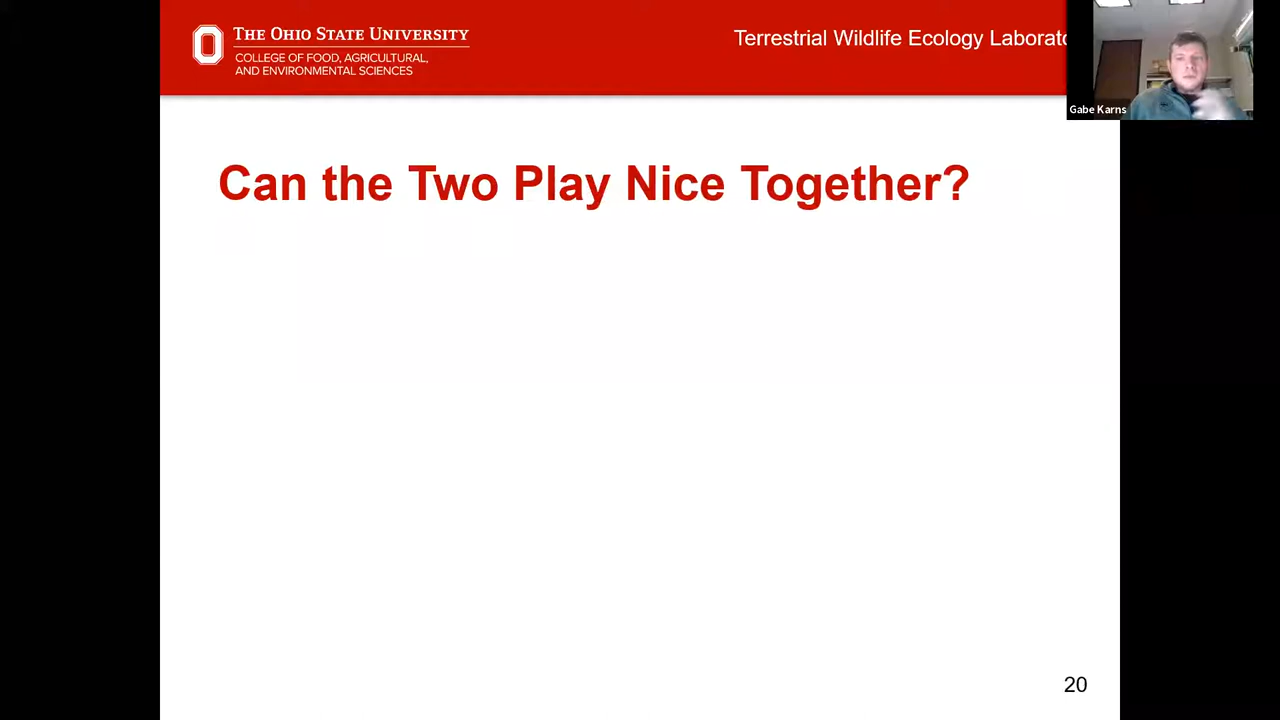 THE OHIO STATE UNIVERSITY
COLLEGE OF FOOD, AGRICULTURAL,
AND ENVIRONMENTAL SCIENCES
Terrestrial Wildlife Ecology Laborato
Gabe Karns
Can the Two Play Nice Together?
20